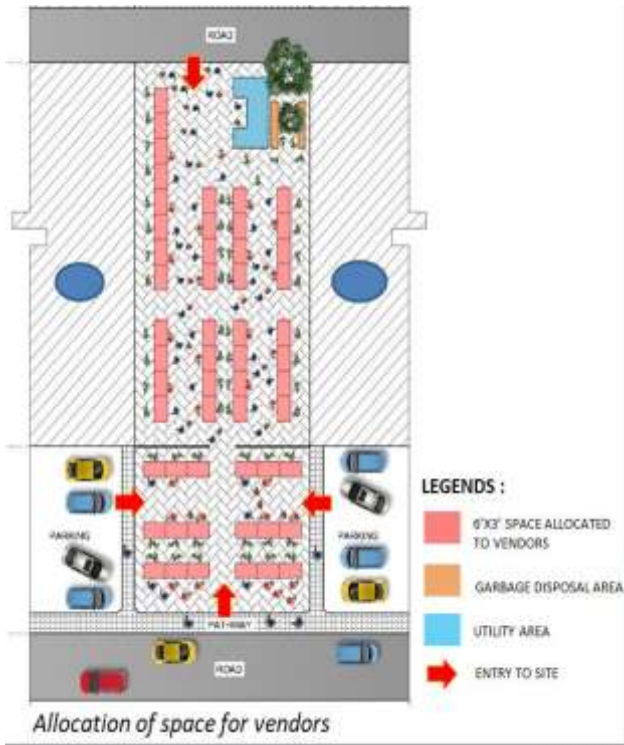 ROAD
PARKING
PARKING
PATHWAY
ROAD
LEGENDS :
6'X3' SPACE ALLOCATED
TO VENDORS
GARBAGE DISPOSAL AREA
UTILITY AREA
ENTRY TO SITE
Allocation of space for vendors